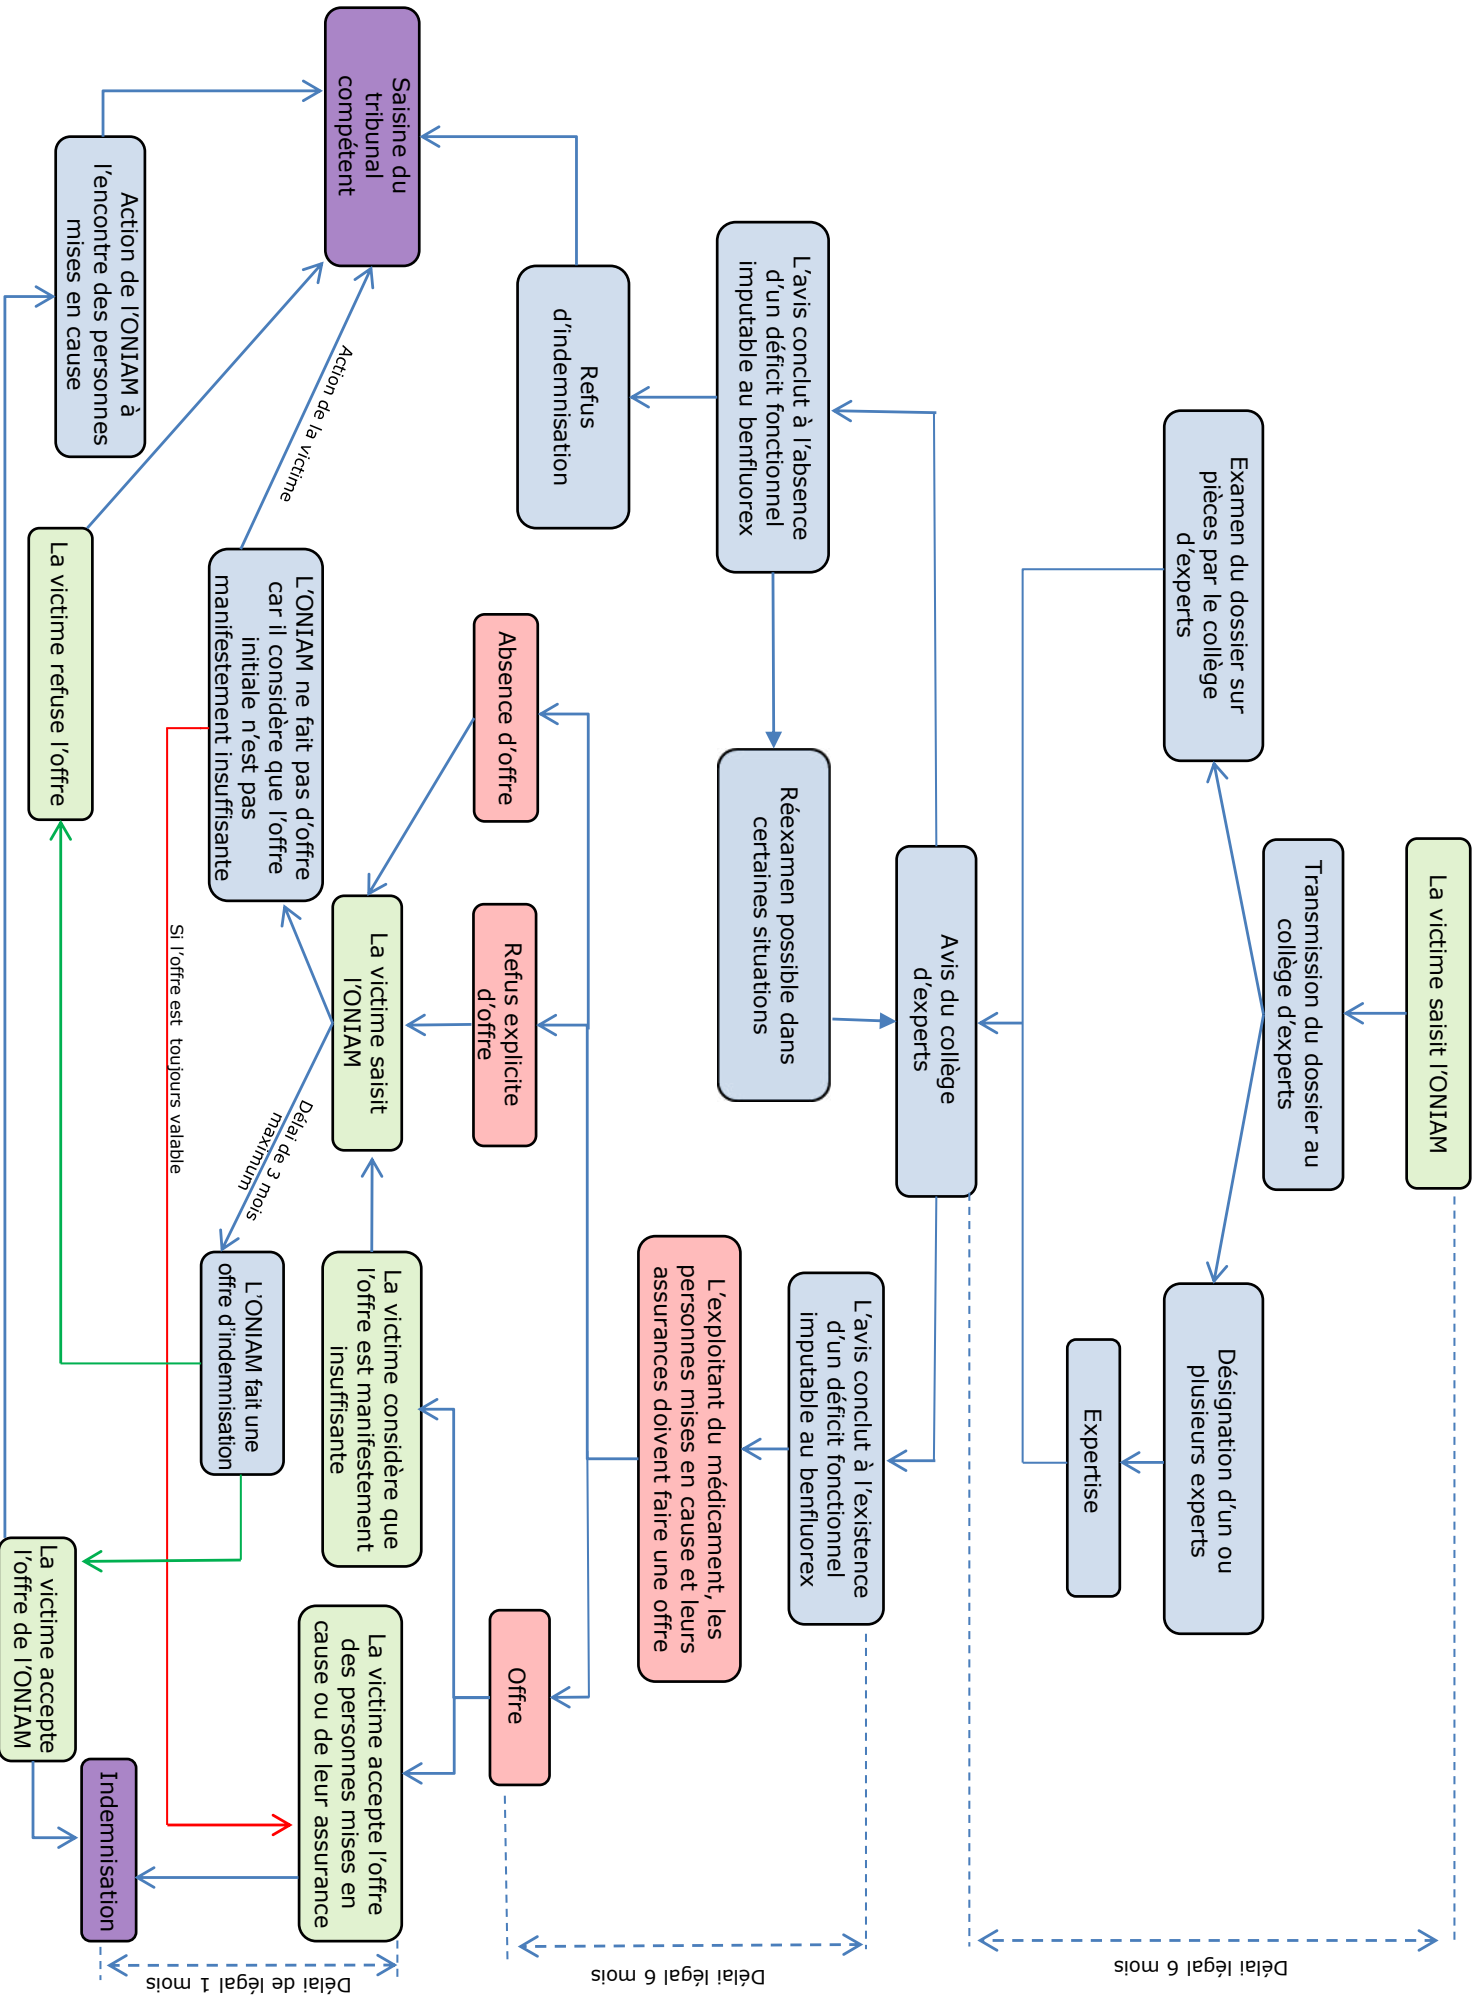 La victime saisit l’ONIAM
Transmission du dossier au
collège d’experts
Examen du dossier sur
pièces par le collège
d’experts
Désignation d’un ou
plusieurs experts
Expertise
Délai légal 6 mois
Avis du collège
d’experts
L’avis conclut à l’absence
d’un déficit fonctionnel
imputable au benfluorex
Réexamen possible dans
certaines situations
L’avis conclut à l’existence
d’un déficit fonctionnel
imputable au benfluorex
L’exploitant du médicament, les
personnes mises en cause et leurs
assurances doivent faire une offre
Délai légal 6 mois
Refus
d’indemnisation
Absence d’offre
Refus explicite
d’offre
Offre
Saisine du
tribunal
compétent
La victime saisit
l’ONIAM
La victime considère que
l’offre est manifestement
insuffisante
La victime accepte l’offre
des personnes mises en
cause ou de leur assurance
Action de la victime
L’ONIAM ne fait pas d’offre
car il considère que l’offre
initiale n’est pas
manifestement insuffisante
Délai de 3 mois
maximum
L’ONIAM fait une
offre d’indemnisation
Si l’offre est toujours valable
Délai de légal 1 mois
Action de l’ONIAM à
l’encontre des personnes
mises en cause
La victime refuse l’offre
La victime accepte
l’offre de l’ONIAM
Indemnisation